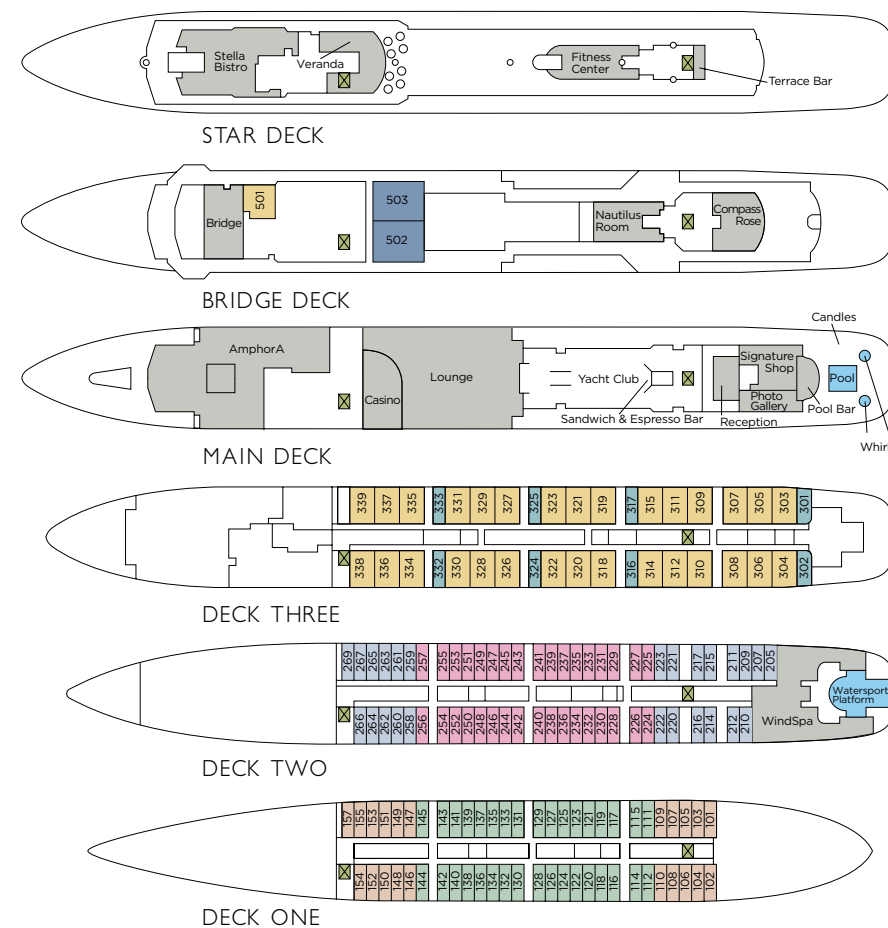 Stella
Bistro
Veranda
Fitness
Center
Terrace Bar
STAR DECK
501
503
502
Bridge
Nautilus
Room
Compass
Rose
BRIDGE DECK
Candles
AmphorA
Casino
Lounge
Yacht Club
Sandwich & Espresso Bar
Signature
Shop
Photo
Gallery
Reception
Pool
Pool Bar
Whirl
MAIN DECK
339 337 335 333 331 329 327 325 323 321 319 317 315 311 309 307 305 303 301
338 336 334 332 330 328 326 324 322 320 318 316 314 312 310 308 306 304 302
DECK THREE
269 267 265 263 261 259 257 255 253 251 249 247 245 243 241 239 237 235 233 231 229 227 225 223 221 217 215 211 209 207 205
266 264 262 260 258 256 254 252 250 248 246 244 242 240 238 236 234 232 230 228 226 224 222 220 216 214 212 210
WindSpa
Watersport
Platform
DECK TWO
157 155 153 151 149 147 145 143 141 139 137 135 133 131 129 127 125 123 121 119 117 115 111 109 107 105 103 101
154 152 150 148 146 144 142 140 138 136 134 132 130 128 126 124 122 120 118 116 114 112 110 108 106 104 102
DECK ONE